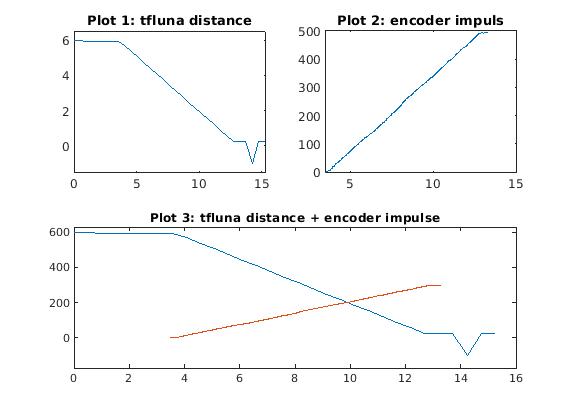 Plot 1: tfluna distance
6
4
2
0
0 5 10 15
Plot 2: encoder impuls
500
400
300
200
100
0
5 10 15
Plot 3: tfluna distance + encoder impulse
600
400
200
0
0 2 4 6 8 10 12 14 16